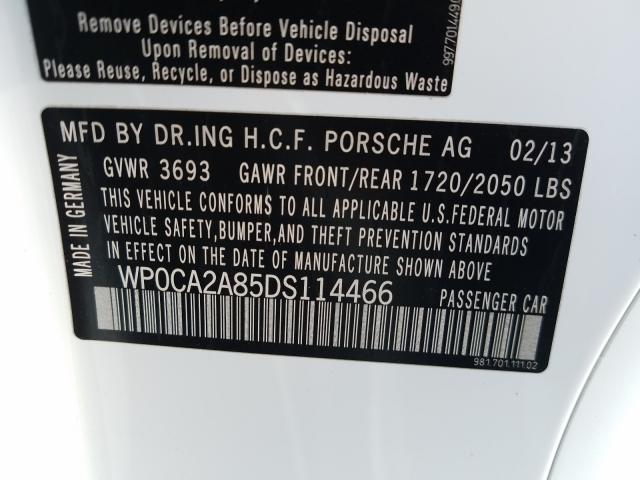 Remove Devices Before Vehicle Disposal
Upon Removal of Devices:
Please Reuse, Recycle, or Dispose as Hazardous Waste
MFD BY DR.ING H.C.F. PORSCHE AG 02/13
GVWR 3693 GAWR FRONT/REAR 1720/2050 LBS
THIS VEHICLE CONFORMS TO ALL APPLICABLE U.S.FEDERAL MOTOR
VEHICLE SAFETY,BUMPER,AND THEFT PREVENTION STANDARDS
IN EFFECT ON THE DATE OF MANUFACTURE SHOWN ABOVE
WP0CA2A85DS114466 PASSENGER CAR
981.701.111.02
MADE IN GERMANY